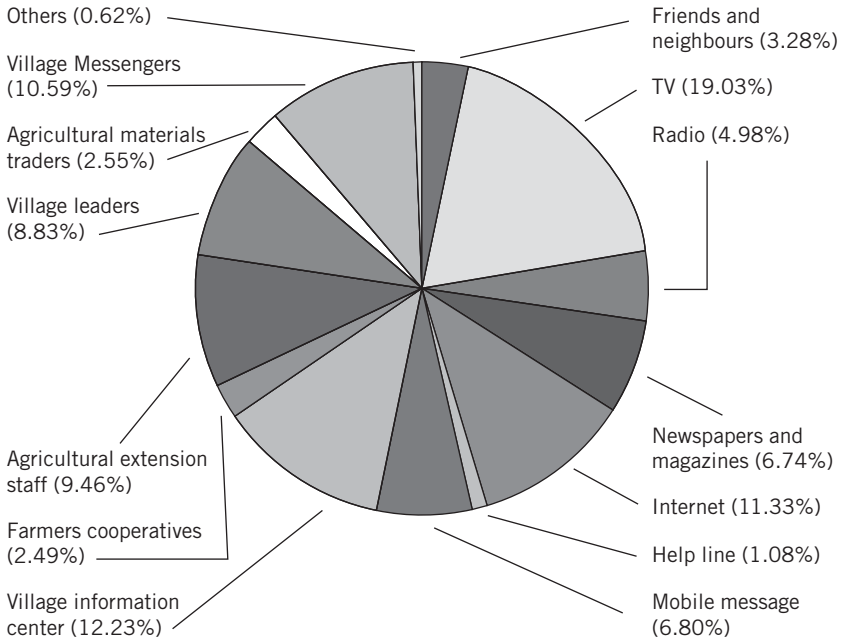 Others (0.62%)
Village Messengers
(10.59%)
Agricultural materials
traders (2.55%)
Village leaders
(8.83%)
Agricultural extension
staff (9.46%)
Farmers cooperatives
(2.49%)
Village information
center (12.23%)
Friends and
neighbours (3.28%)
TV (19.03%)
Radio (4.98%)
Newspapers and
magazines (6.74%)
Internet (11.33%)
Help line (1.08%)
Mobile message
(6.80%)